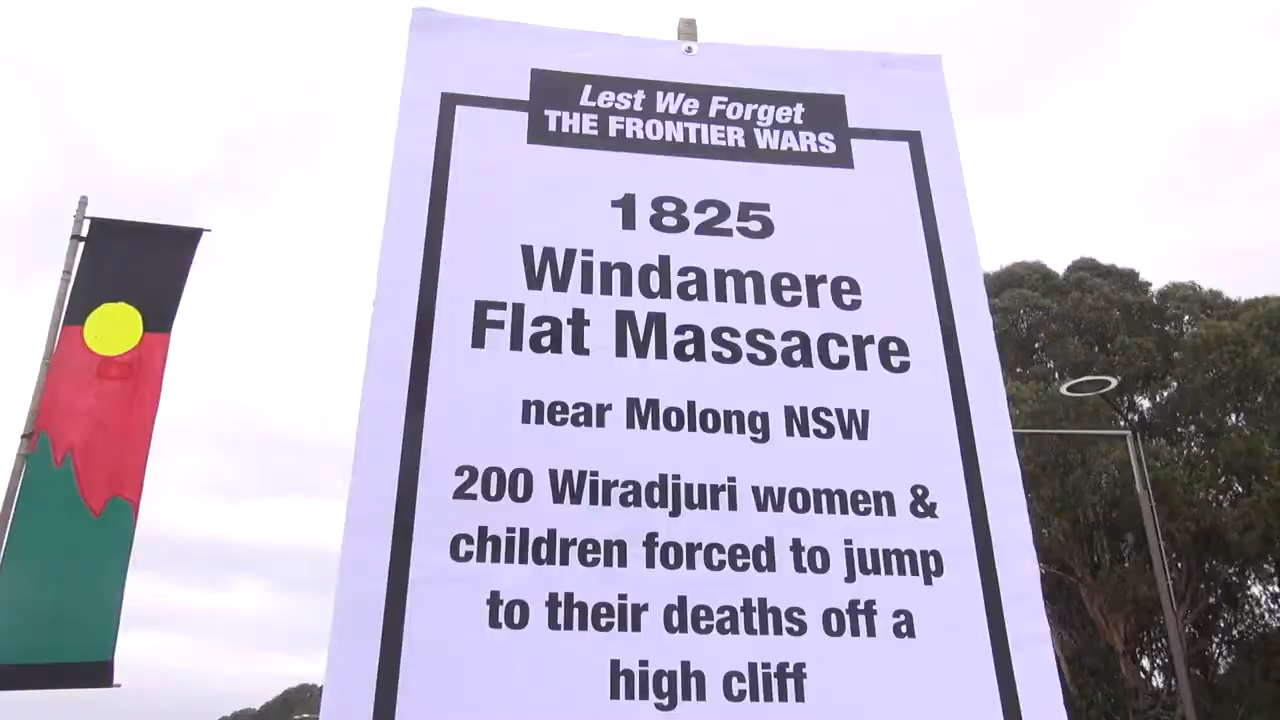 Lest We Forget
THE FRONTIER WARS
1825
Windamere
Flat Massacre
near Molong NSW
200 Wiradjuri women &
children forced to jump
to their deaths off a
high cliff